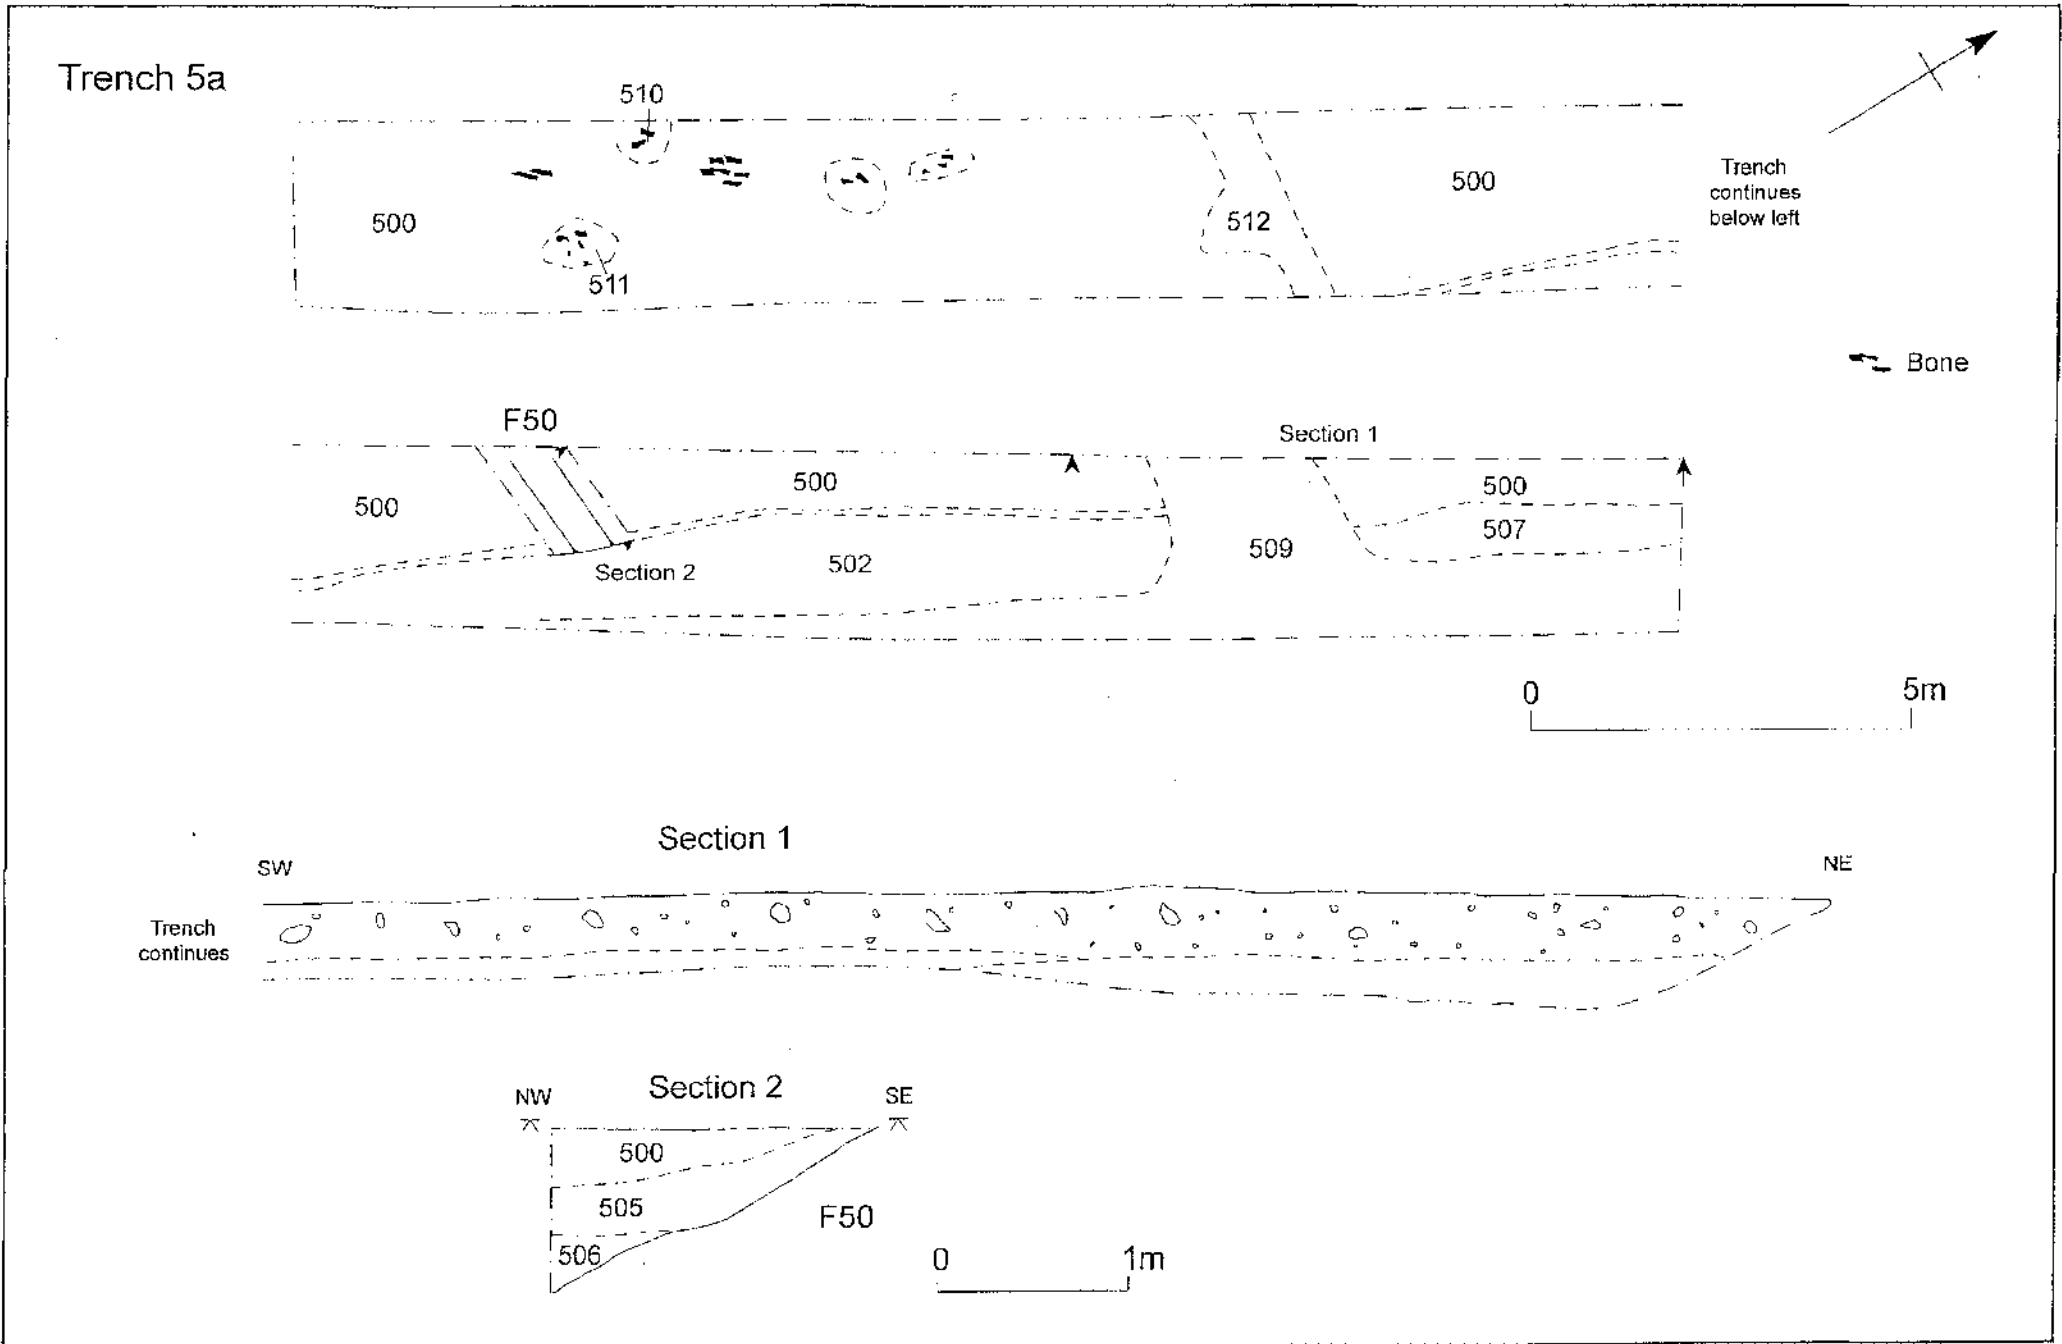 Trench 5a
510
500
511
512
500
Trench
continues
below left
Bone
F50
Section 1
500
500
500
507
502
509
Section 2
0 5m
Section 1
SW
NE
Trench
continues
Section 2
NW
SE
500
505
506
F50
0 1m